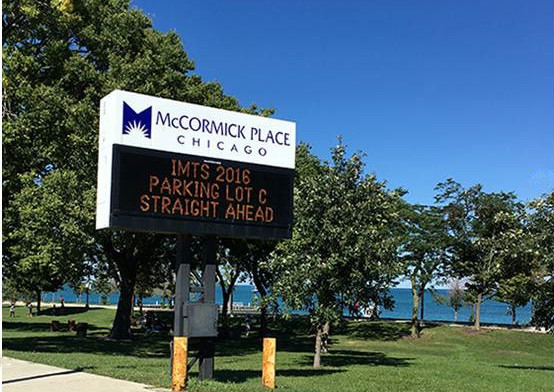 McCORMICK PLACE
CHICAGO
IMTS 2016
PARKING LOT C
STRAIGHT AHEAD